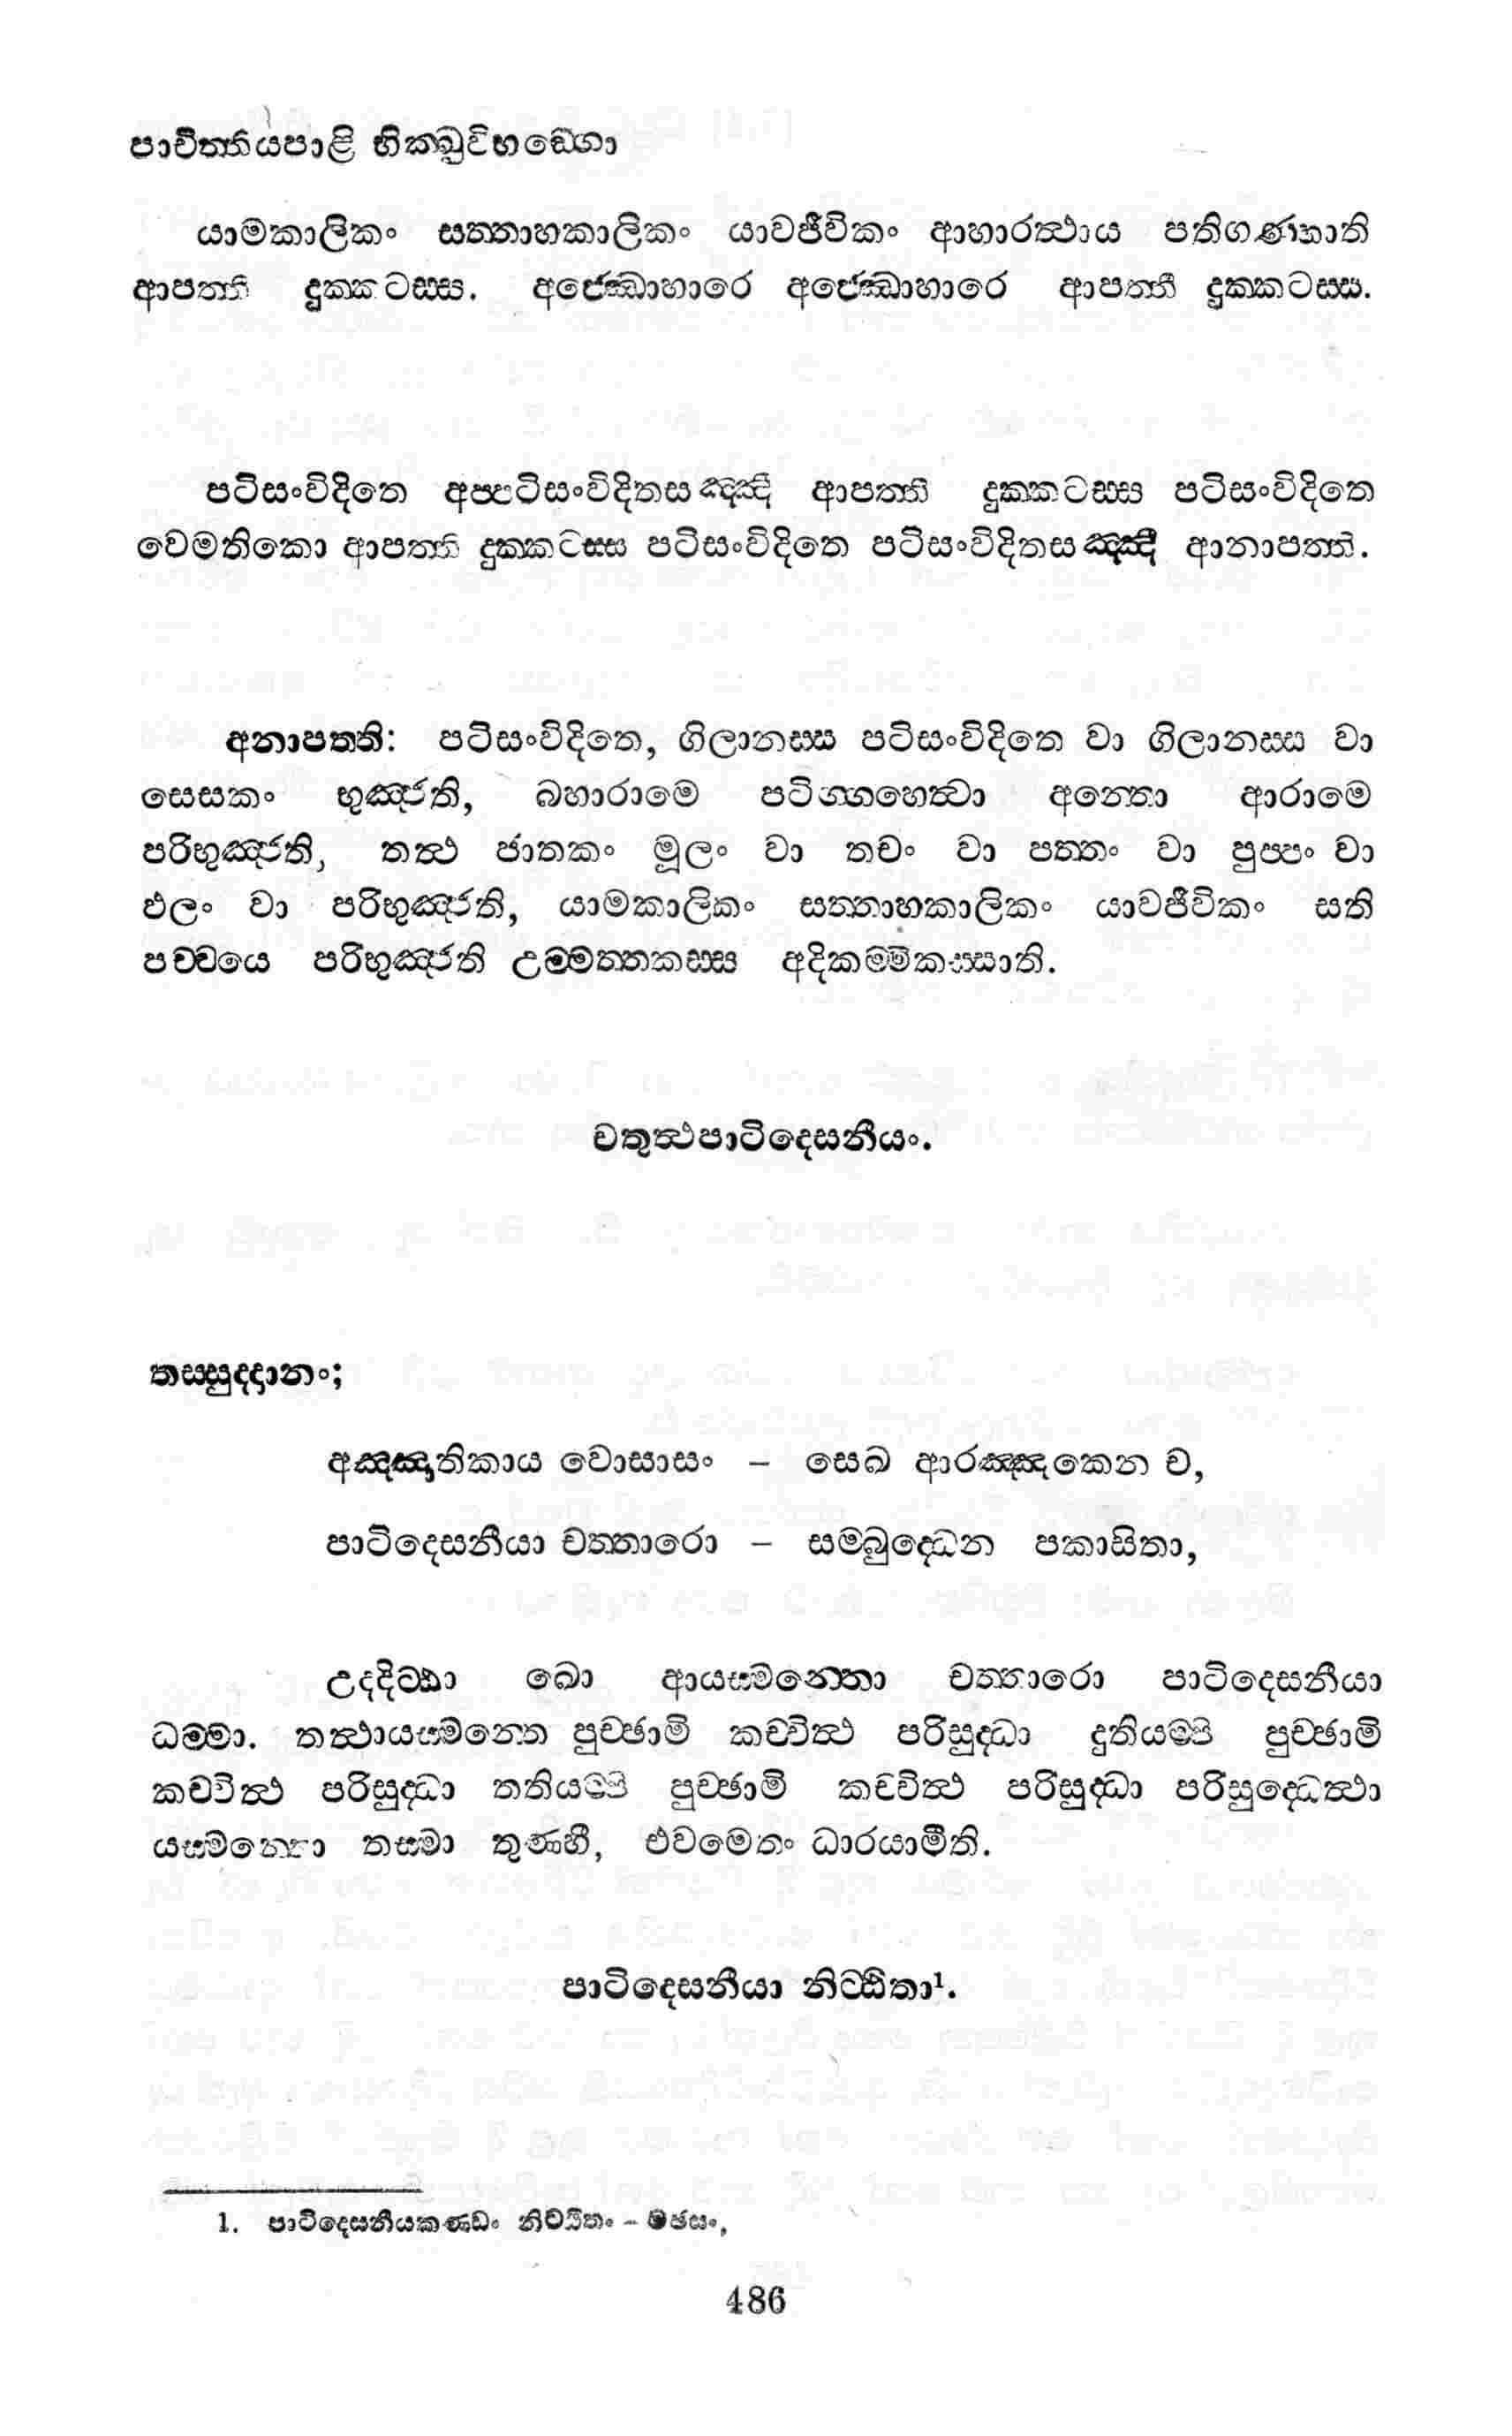 පාචිත්තියපාළි භික්ඛුවිභඞ්ගො
යාමකාලිකං සත්තාහකාලිකං යාවජීවිකං ආහාරත්ථාය පතිගණ්හාති
ආපත්ති දුක්කටස්ස. අජ්ඣොහාරෙ අජ්ඣොහාරෙ ආපත්ති දුක්කටස්ස.
පටිසංවිදිතෙ අප්පටිසංවිදිතසඤ්ඤී ආපත්ති දුක්කටස්ස පටිසංවිදිතෙ
වෙමතිකො ආපත්ති දුක්කටස්ස පටිසංවිදිතෙ පටිසංවිදිතසඤ්ඤී ආනාපත්ති.
අනාපත්ති: පටිසංවිදිතෙ, ගිලානස්ස පටිසංවිදිතෙ වා ගිලානස්ස වා
සෙසකං භුඤ්ජති, බහාරාමෙ පටිග්ගහෙත්වා අන්තො ආරාමෙ
පරිභුඤ්ජති, තත්ථ ජාතකං මූලං වා තචං වා පත්තං වා පුප්පං වා
ඵලං වා පරිභුඤ්ජති, යාමකාලිකං සත්තාහකාලිකං යාවජීවිකං සති
පච්චයෙ පරිභුඤ්ජති උම්මත්තකස්ස අදිකම්මිකස්සාති.
චතුත්ථපාටිදෙසනීයං.
තස්සුද්දානං;
අඤ්ඤාතිකාය වොසාසං – සෙඛ ආරඤ්ඤකෙන ච,
පාටිදෙසනීයා චත්තාරො – සම්බුද්ධෙන පකාසිතා,
උද්දිට්ඨා ඛො ආයස්මන්තො චත්තාරො පාටිදෙසනීයා
ධම්මා. තත්ථායස්මන්තෙ පුච්ඡාමි කච්චිත්ථ පරිසුද්ධා දුතියම්පි පුච්ඡාමි
කච්චිත්ථ පරිසුද්ධා තතියම්පි පුච්ඡාමි කච්චිත්ථ පරිසුද්ධා පරිසුද්ධෙත්ථා
යස්මන්තො තස්මා තුණ්හී, එවමෙතං ධාරයාමීති.
පාටිදෙසනීයා නිට්ඨිතා¹.
1. පාටිදෙසනීයකණ්ඩං නිට්ඨිතං – මඡසං,
486